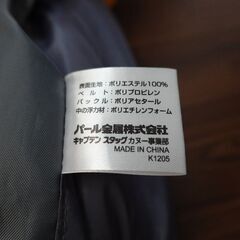 表面生地：ポリエステル100%
ベルト：ポリプロピレン
バックル：ポリアセタール
中の浮力材：ポリエチレンフォーム
パール金属株式会社
キャプテンスタッグ カヌー事業部
MADE IN CHINA
K1205